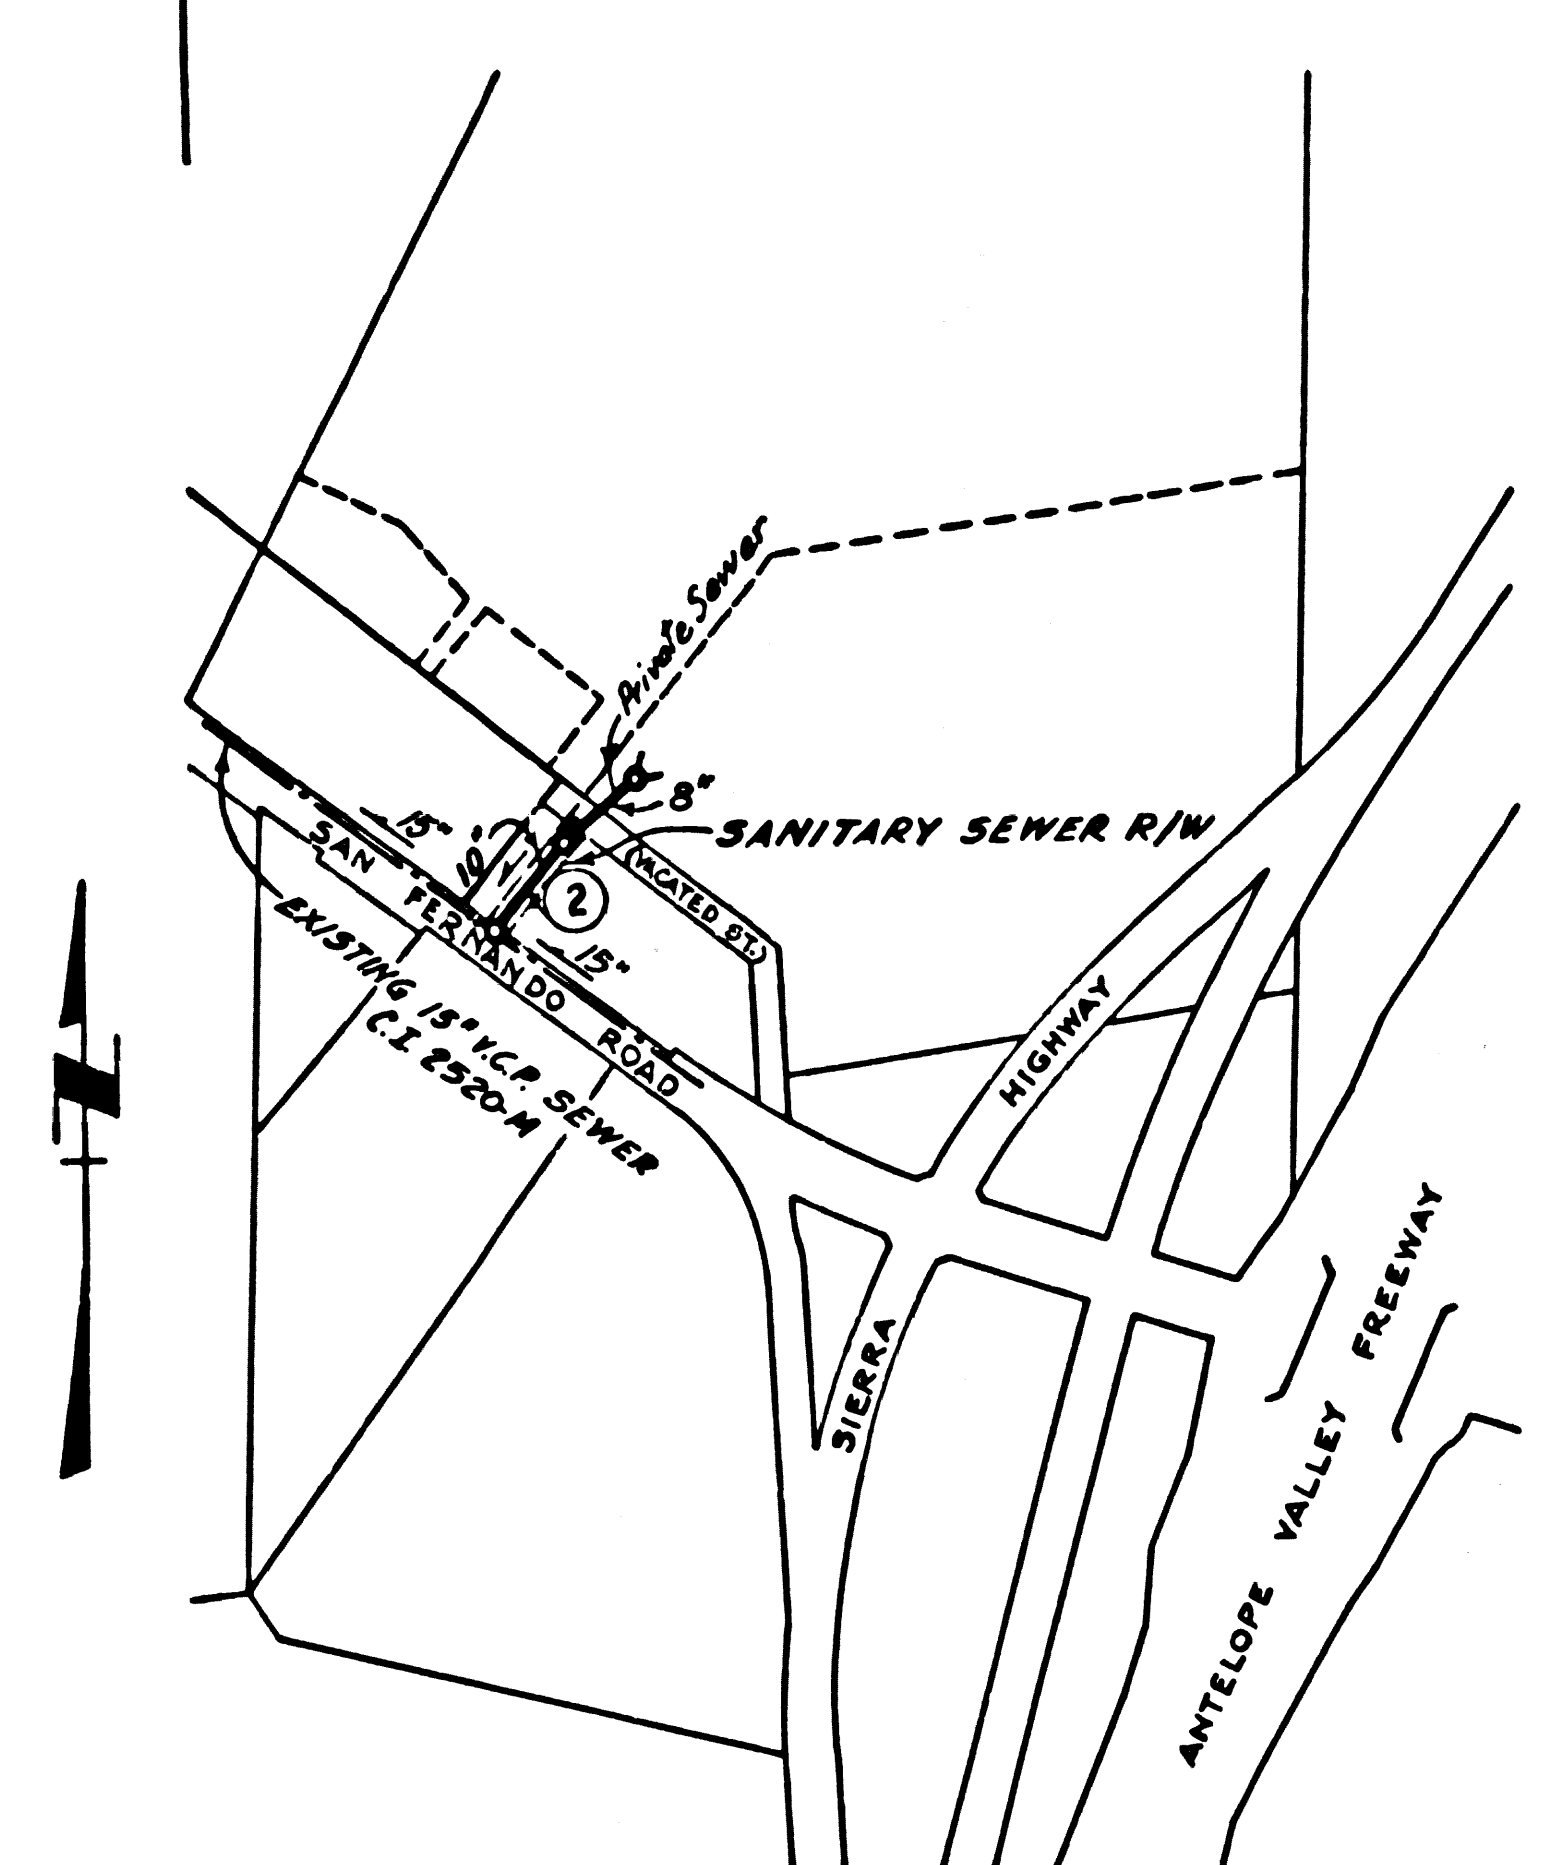 Private Sewer
8"
SANITARY SEWER R/W
15"
10'
2
(VACATED ST.)
SAN FERNANDO ROAD
15"
EXISTING 15" V.C.P. SEWER
C.I. 2520-M
SIERRA HIGHWAY
ANTELOPE VALLEY FREEWAY
N